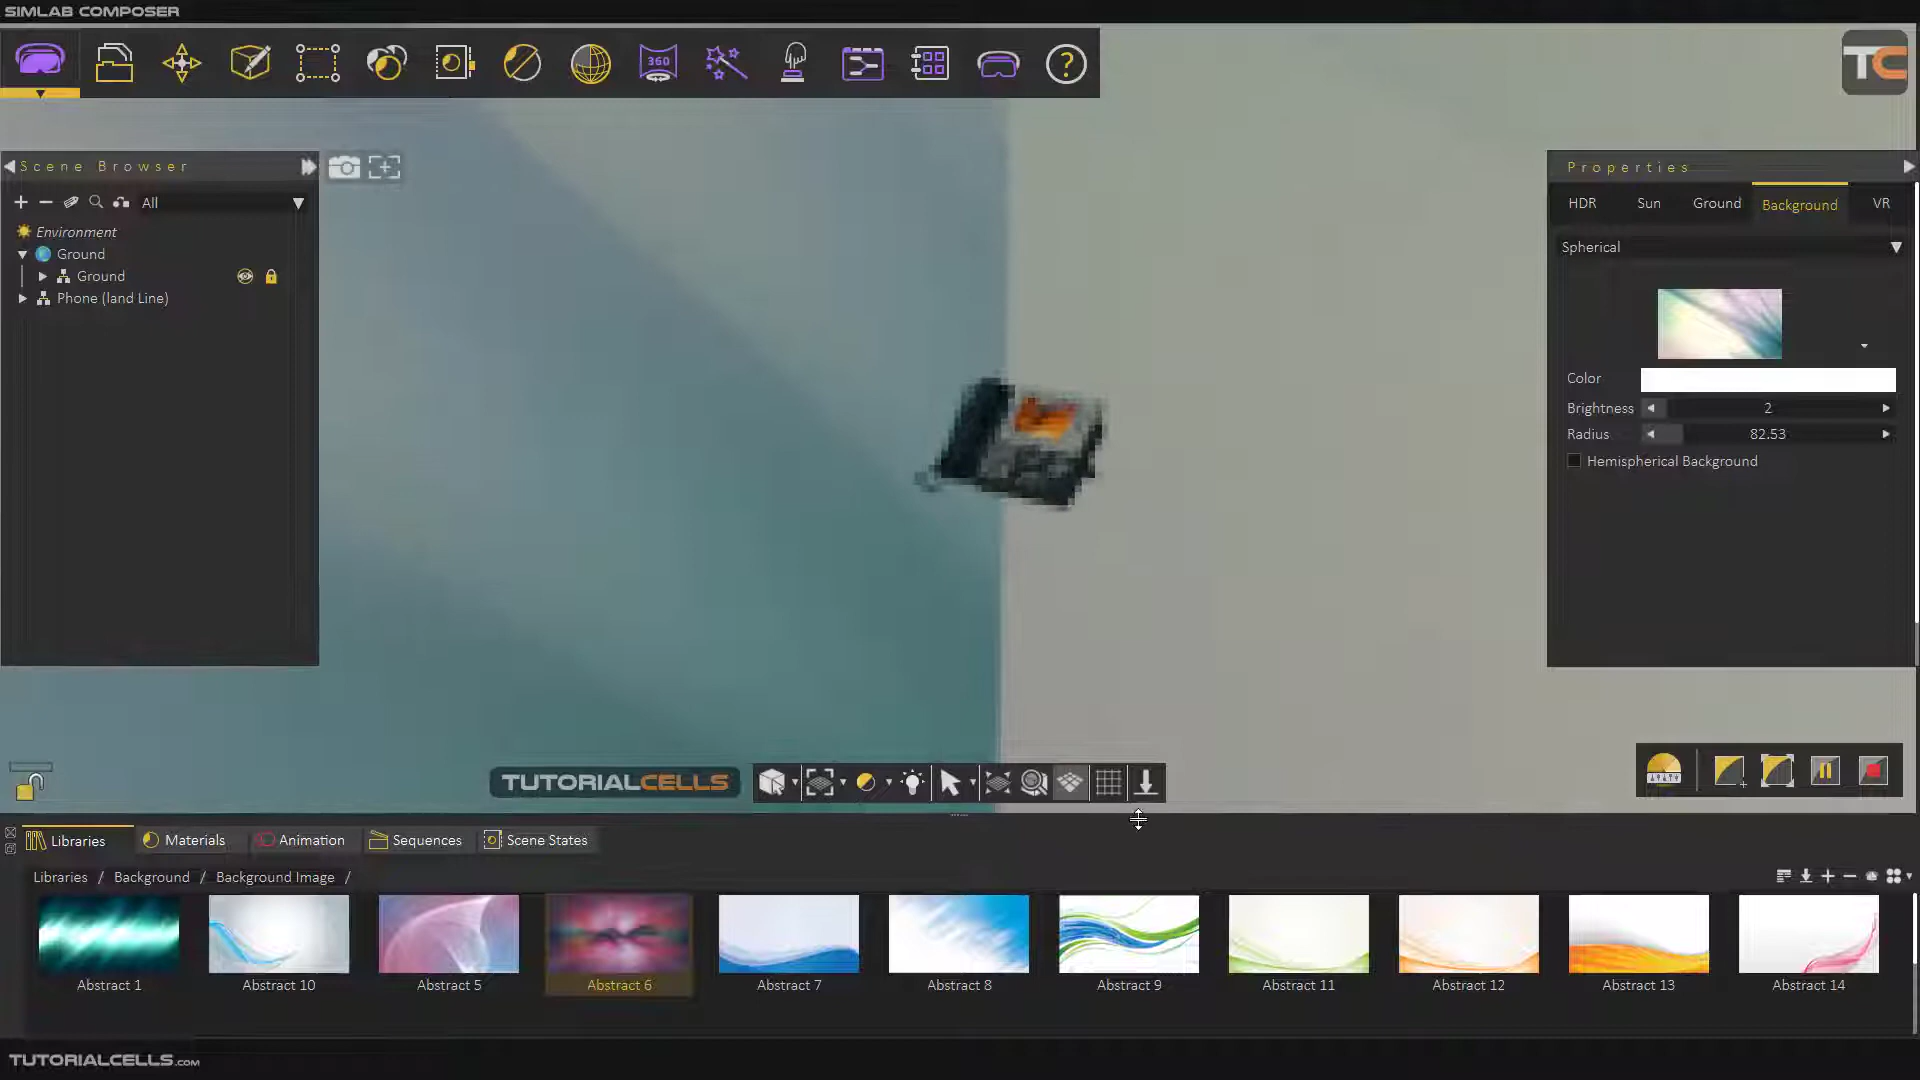 SIMLAB COMPOSER
360
?
TC
Scene Browser
All
Environment
Ground
Ground
Phone (land Line)
Properties
HDR
Sun
Ground
Background
VR
Spherical
Color
Brightness
2
Radius
82.53
Hemispherical Background
TUTORIALCELLS
Libraries
Materials
Animation
Sequences
Scene States
Libraries / Background / Background Image /
Abstract 1
Abstract 10
Abstract 5
Abstract 6
Abstract 7
Abstract 8
Abstract 9
Abstract 11
Abstract 12
Abstract 13
Abstract 14
TUTORIALCELLS.COM